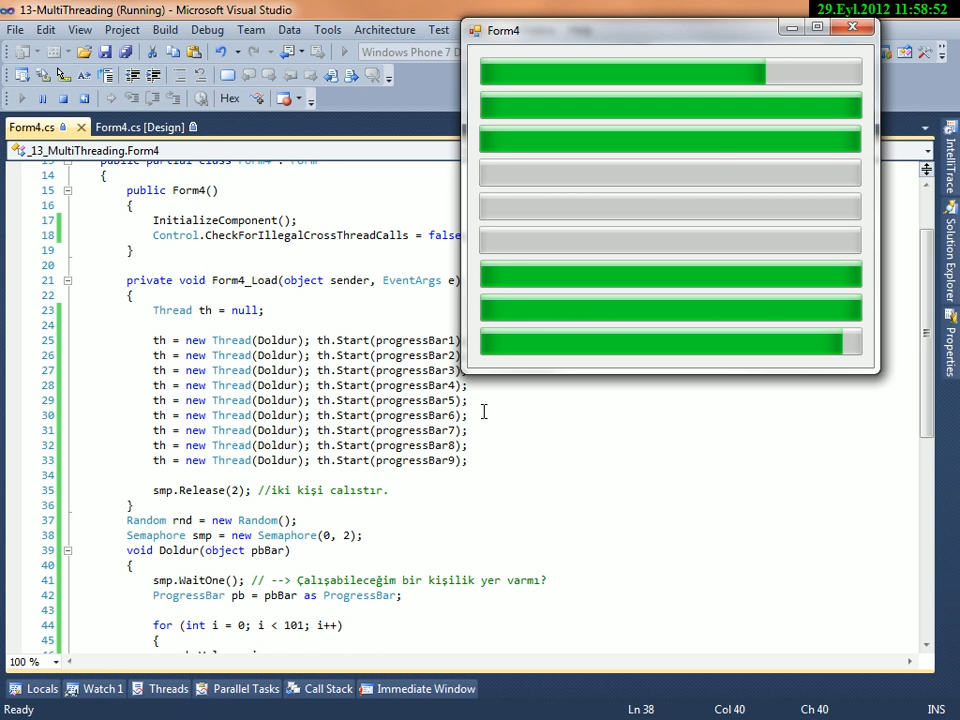 13-MultiThreading (Running) - Microsoft Visual Studio
29.Eyl.2012 11:58:52
File Edit View Project Build Debug Team Data Tools Architecture Test
Form4
Windows Phone 7
Hex
Form4.cs Form4.cs [Design]
_13_MultiThreading.Form4
14 {
15 public Form4()
16 {
17 InitializeComponent();
18 Control.CheckForIllegalCrossThreadCalls = false
19 }
20
21 private void Form4_Load(object sender, EventArgs e)
22 {
23 Thread th = null;
24
25 th = new Thread(Doldur); th.Start(progressBar1)
26 th = new Thread(Doldur); th.Start(progressBar2)
27 th = new Thread(Doldur); th.Start(progressBar3);
28 th = new Thread(Doldur); th.Start(progressBar4);
29 th = new Thread(Doldur); th.Start(progressBar5);
30 th = new Thread(Doldur); th.Start(progressBar6);
31 th = new Thread(Doldur); th.Start(progressBar7);
32 th = new Thread(Doldur); th.Start(progressBar8);
33 th = new Thread(Doldur); th.Start(progressBar9);
34
35 smp.Release(2); //iki kişi calıstır.
36 }
37 Random rnd = new Random();
38 Semaphore smp = new Semaphore(0, 2);
39 void Doldur(object pbBar)
40 {
41 smp.WaitOne(); // --> Çalışabileceğim bir kişilik yer varmı?
42 ProgressBar pb = pbBar as ProgressBar;
43
44 for (int i = 0; i < 101; i++)
45 {
IntelliTrace
Solution Explorer
Properties
100 %
Locals Watch 1 Threads Parallel Tasks Call Stack Immediate Window
Ready Ln 38 Col 40 Ch 40 INS